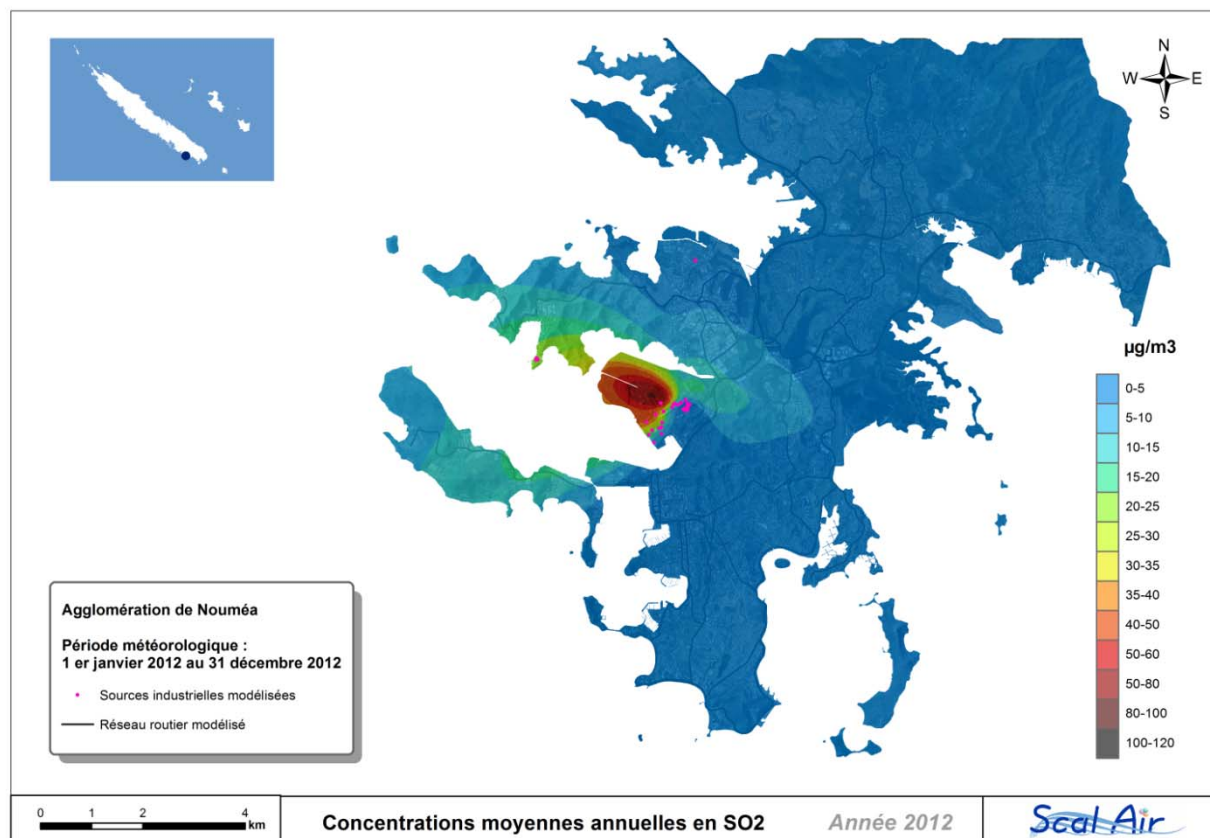 N
W E
S
µg/m3
0-5
5-10
10-15
15-20
20-25
25-30
30-35
35-40
40-50
50-60
50-80
80-100
100-120
Agglomération de Nouméa
Période météorologique :
1 er janvier 2012 au 31 décembre 2012
Sources industrielles modélisées
Réseau routier modélisé
0 1 2 4
km
Concentrations moyennes annuelles en SO2
Année 2012
Scal Air